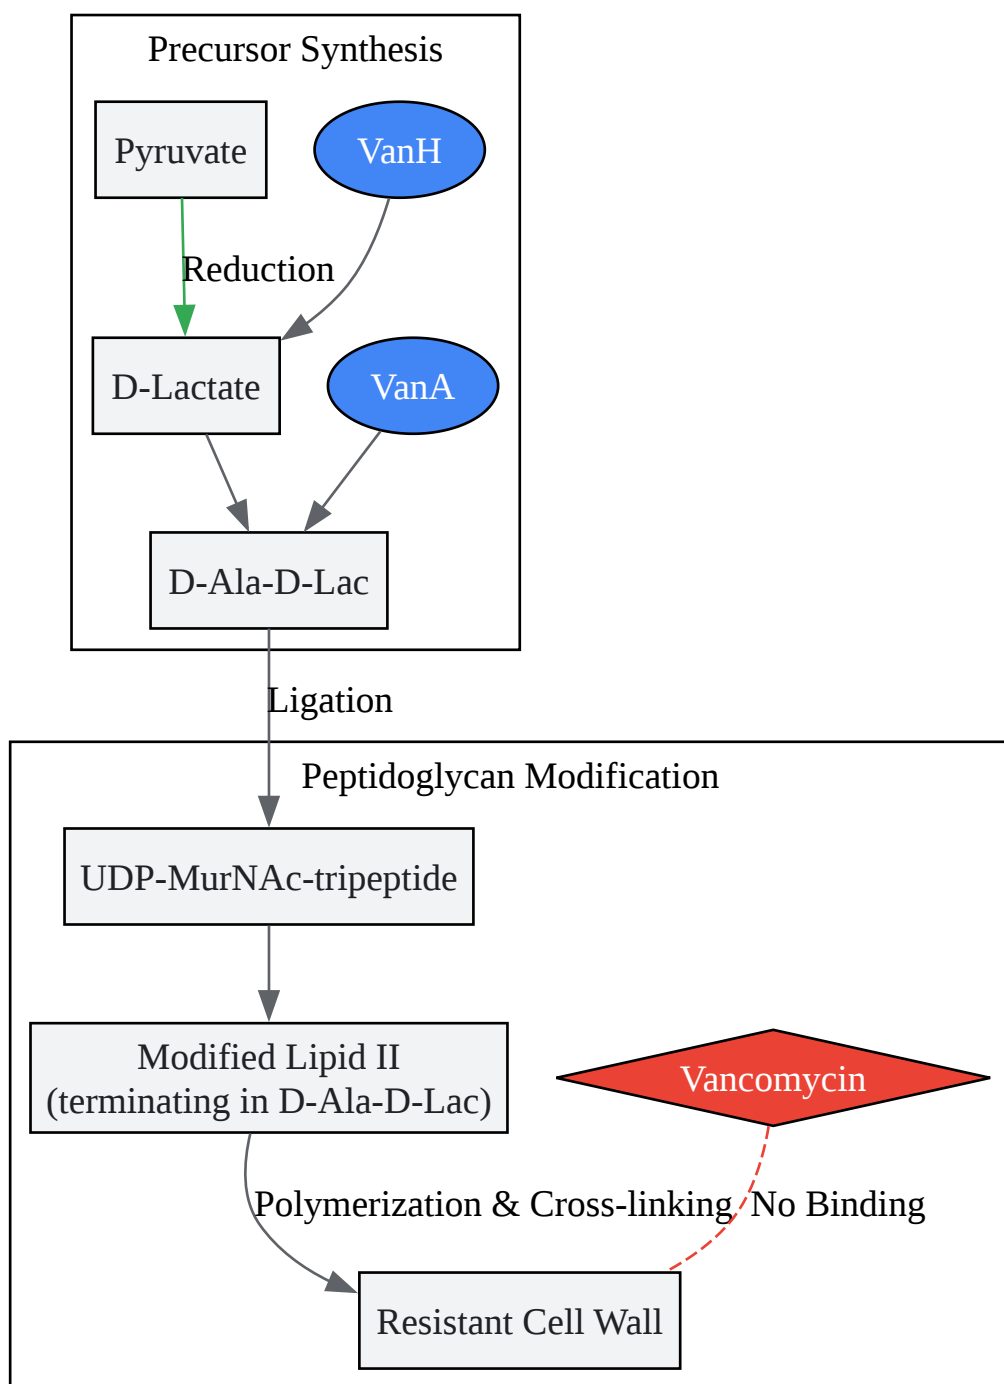 Precursor Synthesis
Pyruvate
VanH
Reduction
D-Lactate
VanA
D-Ala-D-Lac
Ligation
Peptidoglycan Modification
UDP-MurNAc-tripeptide
Modified Lipid II
(terminating in D-Ala-D-Lac)
Vancomycin
Polymerization & Cross-linking
No Binding
Resistant Cell Wall